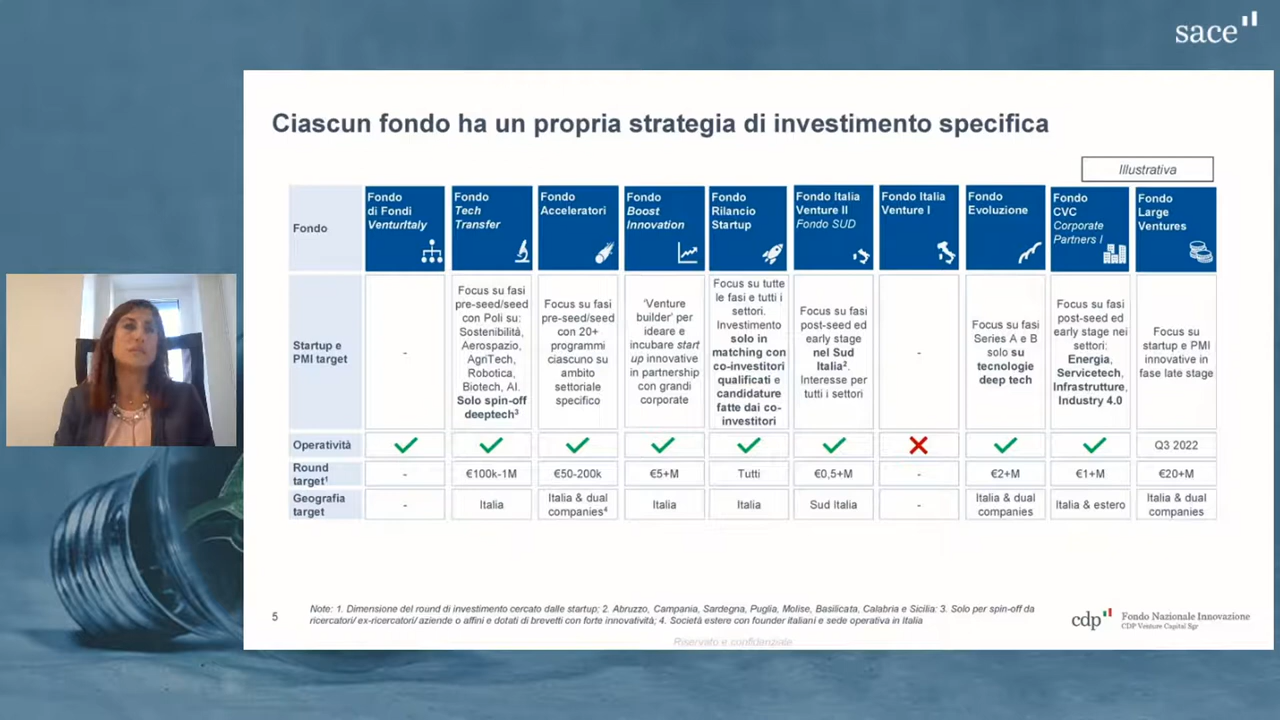 sace
Ciascun fondo ha un propria strategia di investimento specifica
Illustrativa
Fondo
Fondo
di Fondi
VenturItaly
Fondo
Tech
Transfer
Fondo
Acceleratori
Fondo
Boost
Innovation
Fondo
Rilancio
Startup
Fondo Italia
Venture II
Fondo SUD
Fondo Italia
Venture I
Fondo
Evoluzione
Fondo
CVC
Corporate
Partners I
Fondo
Large
Ventures
Startup e
PMI target
-
Focus su fasi
pre-seed/seed
con Poli su:
Sostenibilità,
Aerospazio,
AgriTech,
Robotica,
Biotech, AI.
Solo spin-off
deeptech³
Focus su fasi
pre-seed/seed
con 20+
programmi
ciascuno su
ambito
settoriale
specifico
'Venture
builder' per
ideare e
incubare start
up innovative
in partnership
con grandi
corporate
Focus su tutte
le fasi e tutti i
settori.
Investimento
solo in
matching con
co-investitori
qualificati e
candidature
fatte dai co-
investitori
Focus su fasi
post-seed ed
early stage
nel Sud
Italia².
Interesse per
tutti i settori
-
Focus su fasi
Series A e B
solo su
tecnologie
deep tech
Focus su fasi
post-seed ed
early stage nei
settori:
Energia,
Servicetech,
Infrastrutture,
Industry 4.0
Focus su
startup e PMI
innovative in
fase late stage
Operatività
Q3 2022
Round
target¹
-
€100k-1M
€50-200k
€5+M
Tutti
€0,5+M
-
€2+M
€1+M
€20+M
Geografia
target
-
Italia
Italia & dual
companies⁴
Italia
Italia
Sud Italia
-
Italia & dual
companies
Italia & estero
Italia & dual
companies
5
Note: 1. Dimensione del round di investimento cercato dalle startup; 2. Abruzzo, Campania, Sardegna, Puglia, Molise, Basilicata, Calabria e Sicilia: 3. Solo per spin-off da
ricercatori/ ex-ricercatori/ aziende o affini e dotati di brevetti con forte innovatività; 4. Società estere con founder italiani e sede operativa in Italia
cdp
Fondo Nazionale Innovazione
CDP Venture Capital Sgr
Riservato e confidenziale